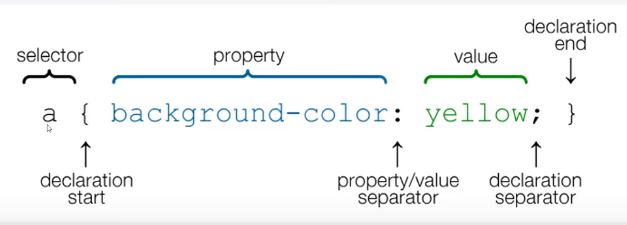 declaration
end
selector
property
value
a { background-color: yellow; }
declaration
start
property/value
separator
declaration
separator